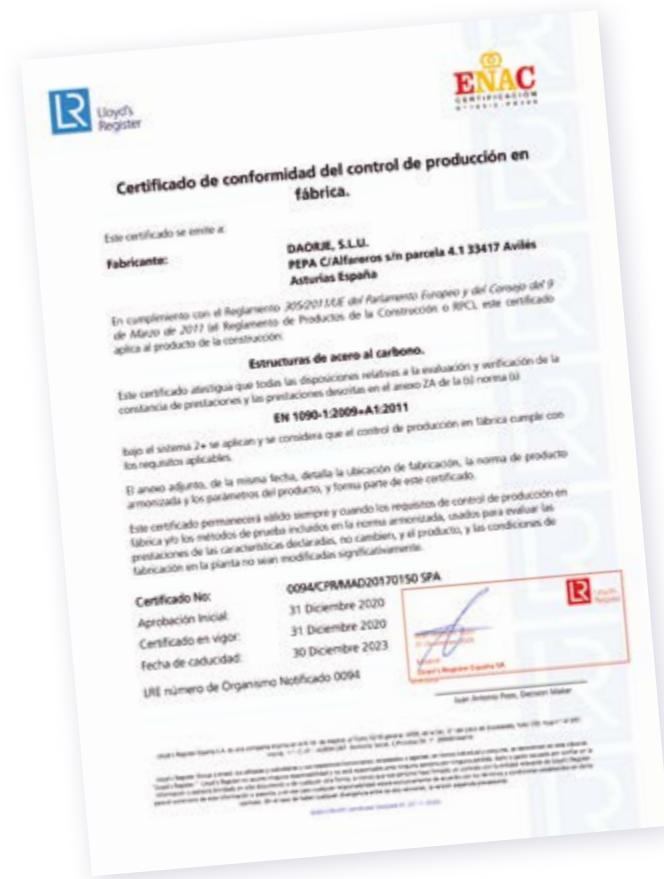 Lloyd's
Register
ENAC
CERTIFICACIÓN
Certificado de conformidad del control de producción en
fábrica.
Este certificado se emite a:
Fabricante:
DAORJE, S.L.U.
PEPA C/Alfareros s/n parcela 4.1 33417 Avilés
Asturias España
En cumplimiento con el Reglamento 305/2011/UE del Parlamento Europeo y del Consejo del 9
de Marzo de 2011 (el Reglamento de Productos de la Construcción o RPC), este certificado
aplica al producto de la construcción:
Estructuras de acero al carbono.
Este certificado atestigua que todas las disposiciones relativas a la evaluación y verificación de la
constancia de prestaciones y las prestaciones descritas en el anexo ZA de la (s) norma (s)
EN 1090-1:2009+A1:2011
bajo el sistema 2+ se aplican y se considera que el control de producción en fábrica cumple con
los requisitos aplicables.
El anexo adjunto, de la misma fecha, detalla la ubicación de fabricación, la norma de producto
armonizada y los parámetros del producto, y forma parte de este certificado.
Este certificado permanecerá válido siempre y cuando los requisitos de control de producción en
fábrica y/o los métodos de prueba incluidos en la norma armonizada, usados para evaluar las
prestaciones de las características declaradas, no cambien, y el producto, y las condiciones de
fabricación en la planta no sean modificadas significativamente.
Certificado No: 0094/CPR/MAD20170150 SPA
Aprobación Inicial: 31 Diciembre 2020
Certificado en vigor: 31 Diciembre 2020
Fecha de caducidad: 30 Diciembre 2023
LR
Lloyd's Register España SA
LRE número de Organismo Notificado 0094
Juan Antonio Decision Maker